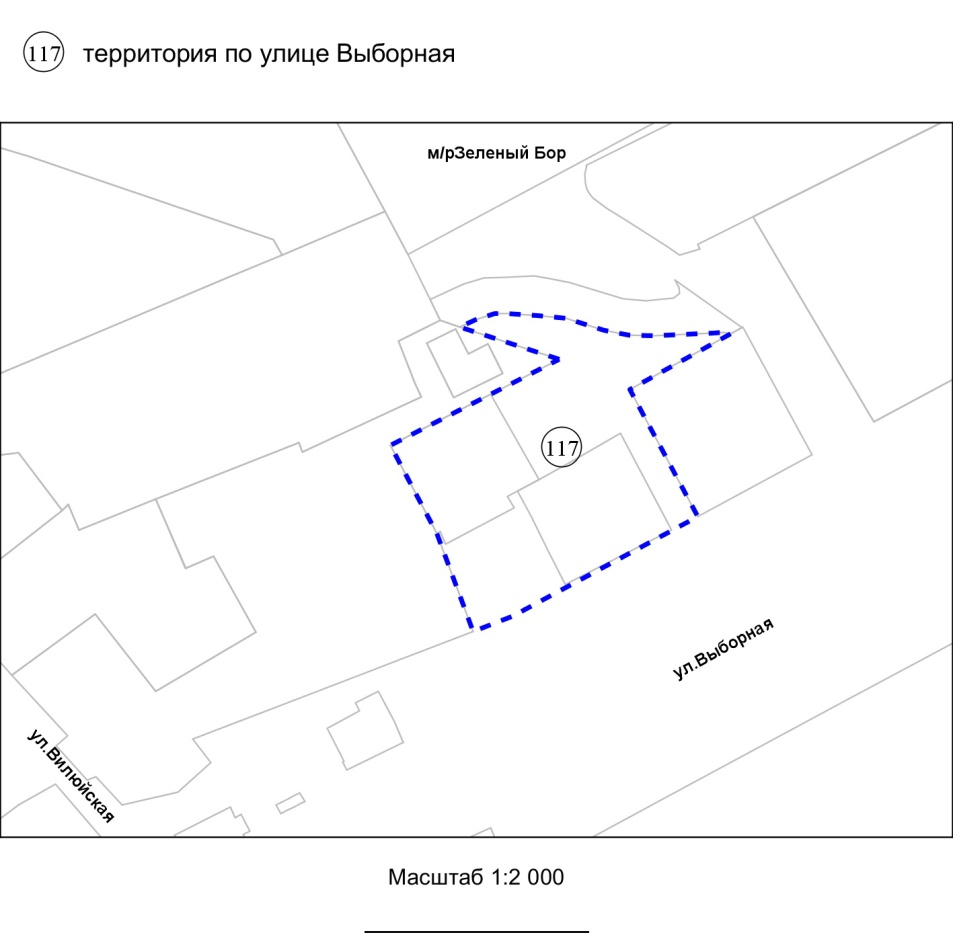 117 территория по улице Выборная
м/рЗеленый Бор
117
ул.Выборная
ул.Вилюйская
Масштаб 1:2 000